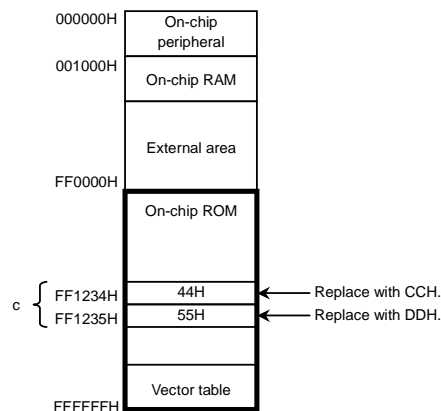 000000H
On-chip
peripheral
001000H
On-chip RAM
External area
FF0000H
On-chip ROM
c
FF1234H 44H Replace with CCH.
FF1235H 55H Replace with DDH.
Vector table
FFFFFFH